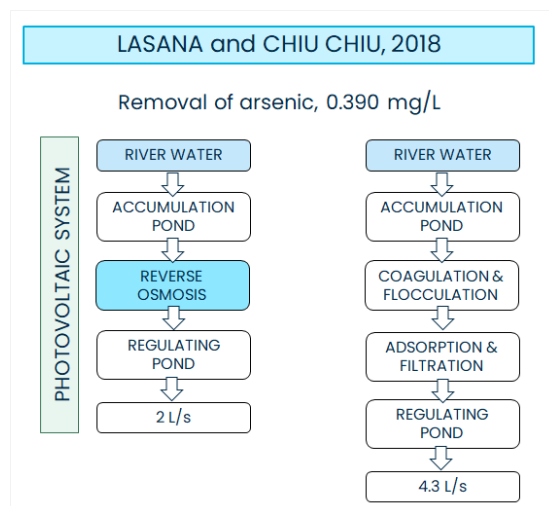 LASANA and CHIU CHIU, 2018
Removal of arsenic, 0.390 mg/L
PHOTOVOLTAIC SYSTEM
RIVER WATER
ACCUMULATION
POND
REVERSE
OSMOSIS
REGULATING
POND
2 L/s
RIVER WATER
ACCUMULATION
POND
COAGULATION &
FLOCCULATION
ADSORPTION &
FILTRATION
REGULATING
POND
4.3 L/s